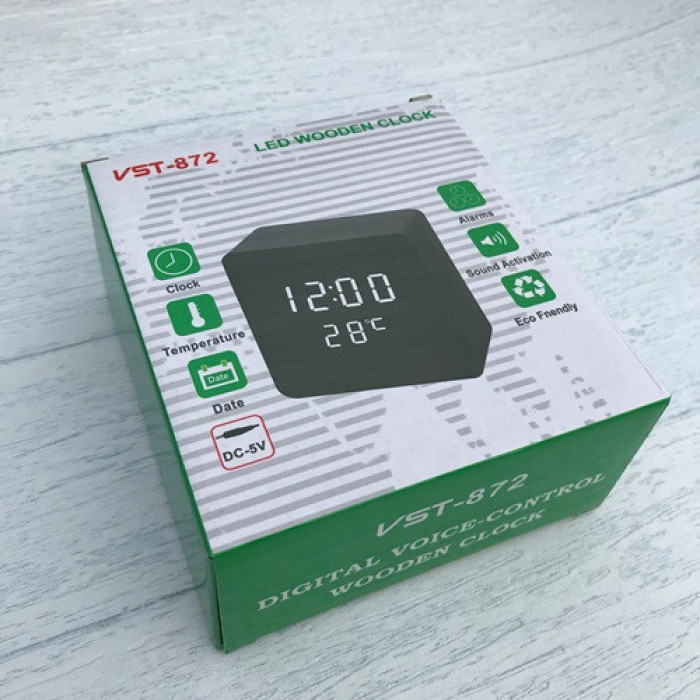 VST-872
LED WOODEN CLOCK
Clock
Temperature
Date
Date
DC-5V
12:00
28°C
Alarms
Sound Activation
Eco Fnendly
VST-872
DIGITAL VOICE-CONTROL
WOODEN CLOCK